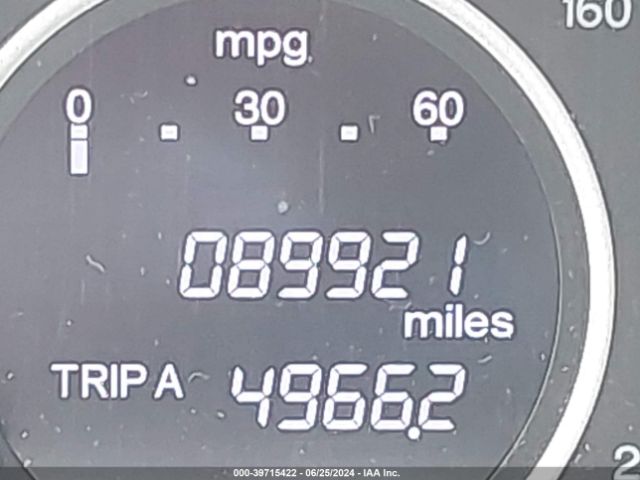 160
mpg
0 30 60
089921
miles
TRIP A 4966.2
2
000-39715422 - 06/25/2024 - IAA Inc.